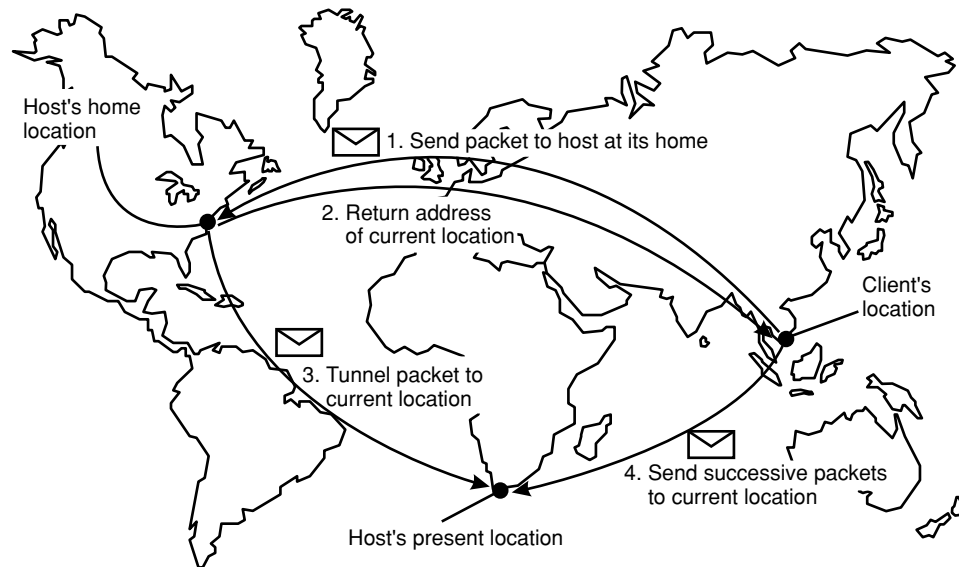 Host's home
location
1. Send packet to host at its home
2. Return address
of current location
Client's
location
3. Tunnel packet to
current location
4. Send successive packets
to current location
Host's present location